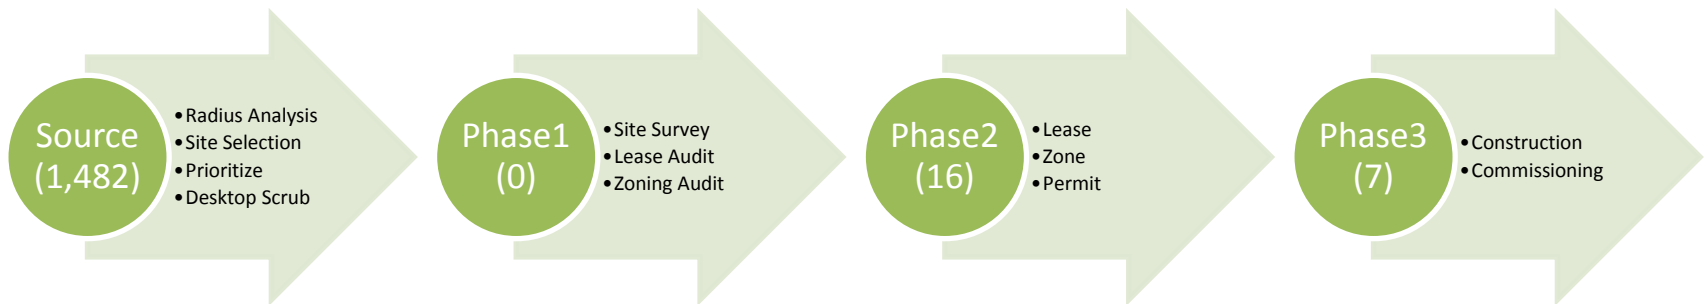 Source
(1,482)
•Radius Analysis
•Site Selection
•Prioritize
•Desktop Scrub
Phase1
(0)
•Site Survey
•Lease Audit
•Zoning Audit
Phase2
(16)
•Lease
•Zone
•Permit
Phase3
(7)
•Construction
•Commissioning